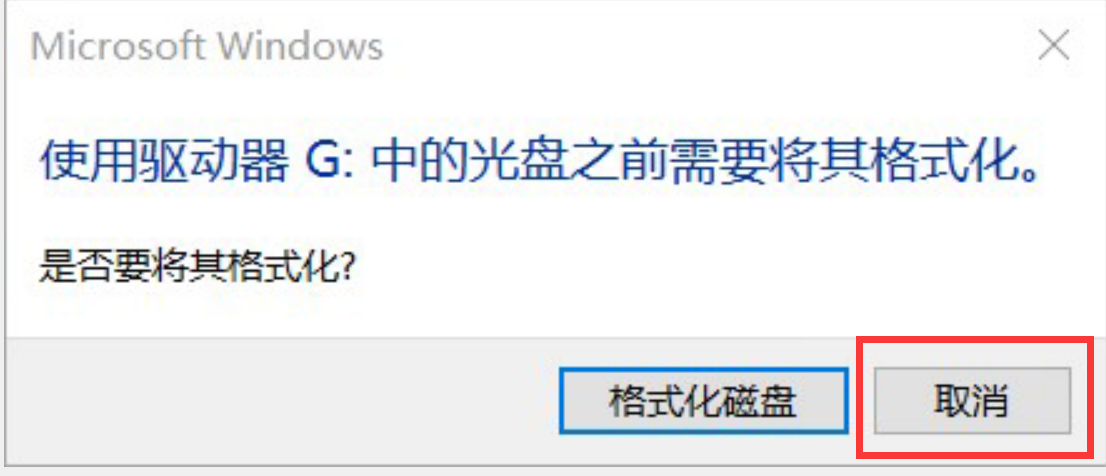 Microsoft Windows
使用驱动器 G: 中的光盘之前需要将其格式化。
是否要将其格式化?
格式化磁盘
取消